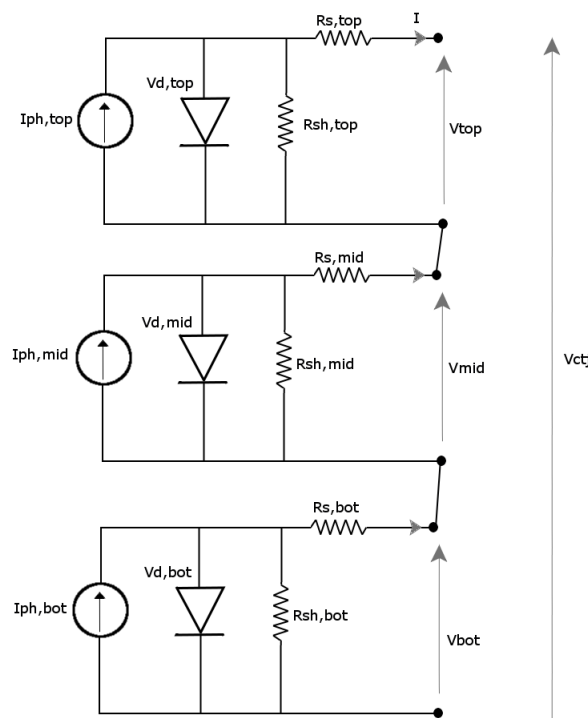 Rs,top
I
Vd,top
Iph,top
Rsh,top
Vtop
Rs,mid
Vd,mid
Iph,mid
Rsh,mid
Vmid
Vctj
Rs,bot
Vd,bot
Iph,bot
Rsh,bot
Vbot